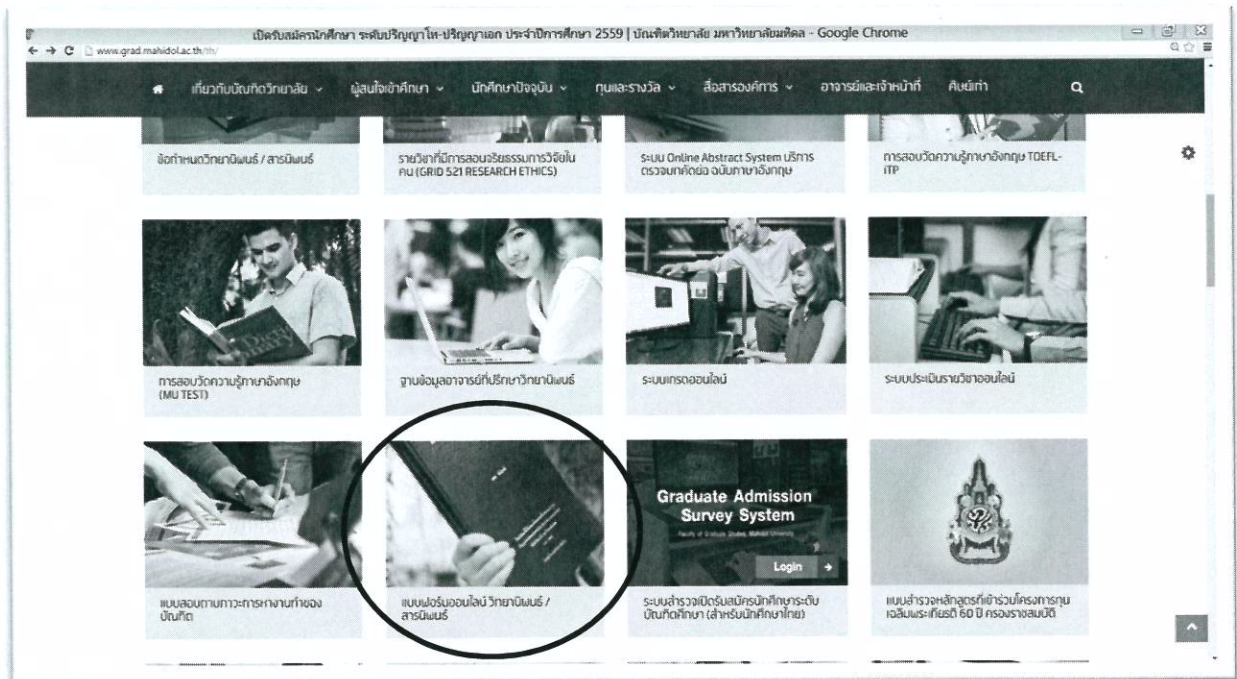 เปิดรับสมัครนักศึกษา ระดับปริญญาโท-ปริญญาเอก ประจำปีการศึกษา 2559 | บัณฑิตวิทยาลัย มหาวิทยาลัยมหิดล - Google Chrome
www.grad.mahidol.ac.th/th/
เกี่ยวกับบัณฑิตวิทยาลัย
ผู้สนใจเข้าศึกษา
นักศึกษาปัจจุบัน
ทุนและรางวัล
สื่อสารองค์การ
อาจารย์และเจ้าหน้าที่
ศิษย์เก่า
ข้อกำหนดวิทยานิพนธ์ / สารนิพนธ์
รายวิชาที่มีการสอนจริยธรรมการวิจัยใน
คน (GRID 521 RESEARCH ETHICS)
ระบบ Online Abstract System บริการ
ตรวจบทคัดย่อ ฉบับภาษาอังกฤษ
การสอบวัดความรู้ภาษาอังกฤษ TOEFL-
ITP
การสอบวัดความรู้ภาษาอังกฤษ
(MU TEST)
ฐานข้อมูลอาจารย์ที่ปรึกษาวิทยานิพนธ์
ระบบเกรดออนไลน์
ระบบประเมินรายวิชาออนไลน์
แบบสอบถามภาวะการหางานทำของ
บัณฑิต
แบบฟอร์มออนไลน์ วิทยานิพนธ์ /
สารนิพนธ์
Graduate Admission
Survey System
Faculty of Graduate Studies, Mahidol University
Login
ระบบสำรวจเปิดรับสมัครนักศึกษาระดับ
บัณฑิตศึกษา (สำหรับนักศึกษาไทย)
แบบสำรวจหลักสูตรที่เข้าร่วมโครงการทุน
เฉลิมพระเกียรติ 60 ปี ครองราชสมบัติ